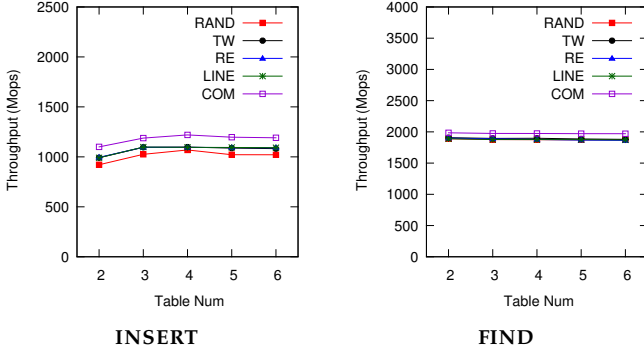 2500
2000
1500
1000
500
0
Throughput (Mops)
RAND
TW
RE
LINE
COM
2 3 4 5 6
Table Num
INSERT
4000
3500
3000
2500
2000
1500
1000
500
0
Throughput (Mops)
RAND
TW
RE
LINE
COM
2 3 4 5 6
Table Num
FIND